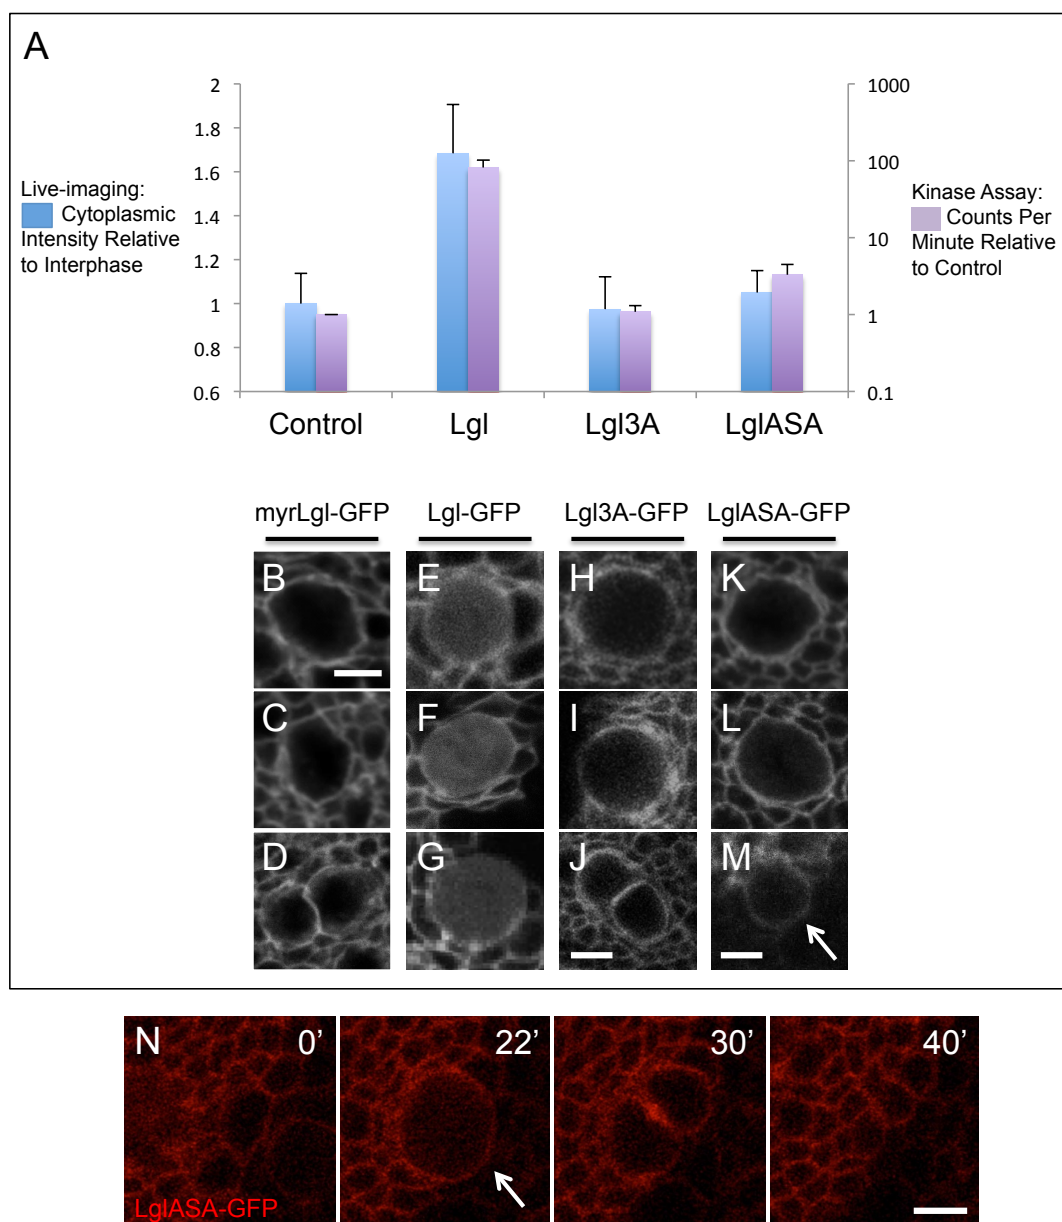 A
2
1.8
1.6
1.4
1.2
1
0.8
0.6
1000
100
10
1
0.1
Live-imaging:
Cytoplasmic
Intensity Relative
to Interphase
Kinase Assay:
Counts Per
Minute Relative
to Control
Control Lgl Lgl3A LglASA
myrLgl-GFP Lgl-GFP Lgl3A-GFP LglASA-GFP
B E H K
C F I L
D G J M
N 0’ 22’ 30’ 40’
LglASA-GFP